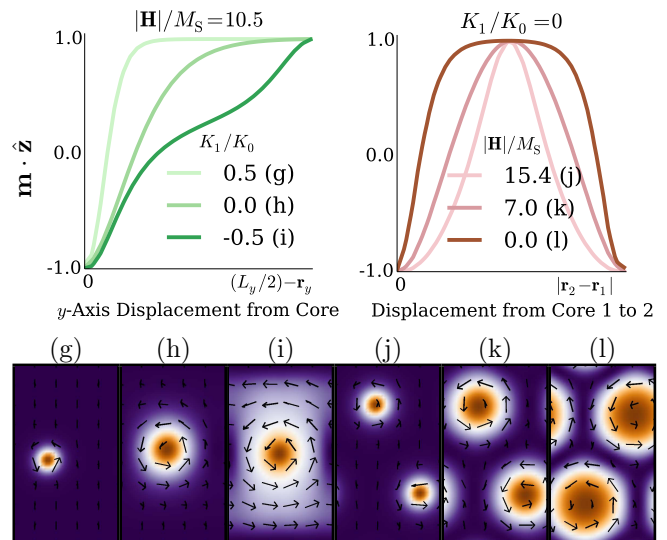 |H|/M_S=10.5
1.0
0.0
-1.0
m · ẑ
K_1/K_0
0.5 (g)
0.0 (h)
-0.5 (i)
0
(L_y/2)−r_y
y-Axis Displacement from Core
K_1/K_0=0
1.0
0.0
-1.0
|H|/M_S
15.4 (j)
7.0 (k)
0.0 (l)
0
|r_2−r_1|
Displacement from Core 1 to 2
(g) (h) (i) (j) (k) (l)